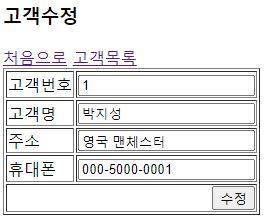 고객수정
처음으로 고객목록
고객번호 1
고객명 박지성
주소 영국 맨체스터
휴대폰 000-5000-0001
수정